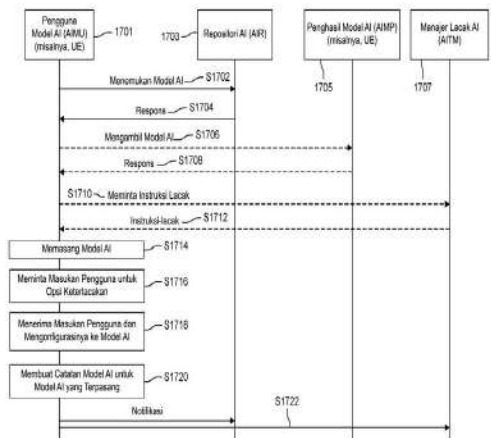 Pengguna
Model AI (AIMU)
(misalnya, UE)
1701
1703
Repositori AI (AIR)
Penghasil Model AI (AIMP)
(misalnya, UE)
1705
Manajer Lacak AI
(AITM)
1707
Menemukan Model AI
S1702
Respons
S1704
Mengambil Model AI
S1706
Respons
S1708
S1710
Meminta Instruksi Lacak
Instruksi-lacak
S1712
Memasang Model AI
S1714
Meminta Masukan Pengguna untuk
Opsi Keterlacakan
S1716
Menerima Masukan Pengguna dan
Mengonfigurasinya ke Model AI
S1718
Membuat Catatan Model AI untuk
Model AI yang Terpasang
S1720
Notifikasi
S1722